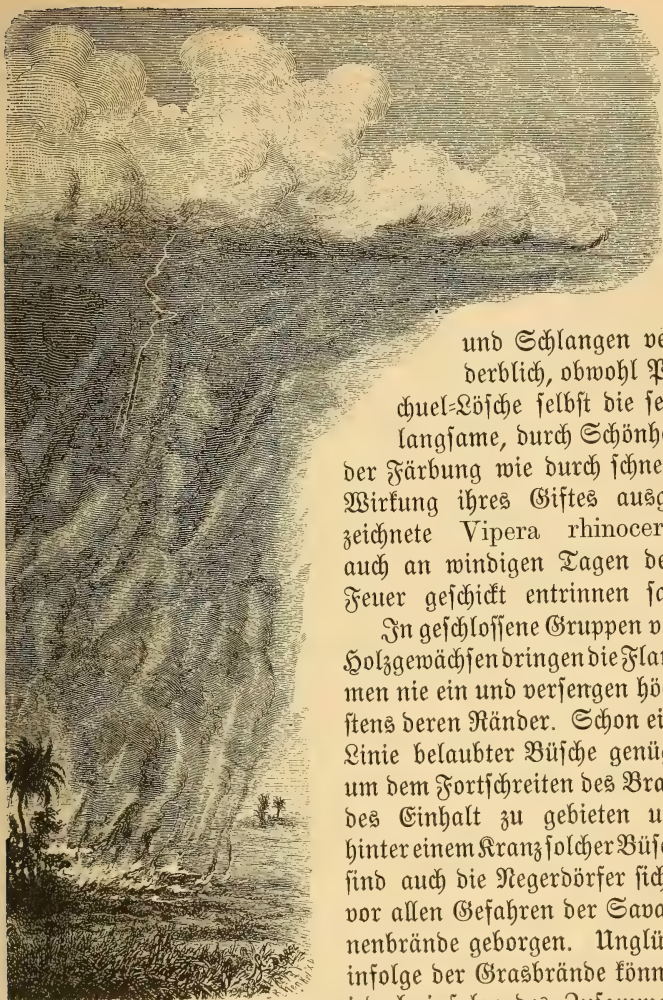 und Schlangen ve
derblich, obwohl P
chuel-Lösche selbst die se
langsame, durch Schönh
der Färbung wie durch schne
Wirkung ihres Giftes ausg
zeichnete Vipera rhinocer
auch an windigen Tagen de
Feuer geschickt entrinnen sa
In geschlossene Gruppen v
Holzgewächsen dringen die Flam
men nie ein und versengen hö
stens deren Ränder. Schon ei
Linie belaubter Büsche genüg
um dem Fortschreiten des Bra
des Einhalt zu gebieten u
hinter einem Kranz solcher Büsc
sind auch die Negerdörfer sich
vor allen Gefahren der Sava
nenbrände geborgen. Unglü
infolge der Grasbrände könn